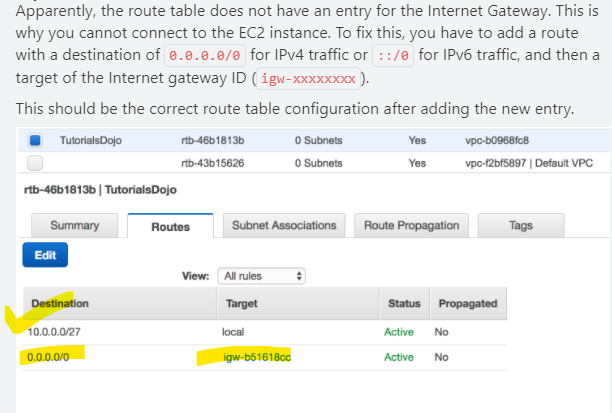 Apparently, the route table does not have an entry for the Internet Gateway. This is
why you cannot connect to the EC2 instance. To fix this, you have to add a route
with a destination of 0.0.0.0/0 for IPv4 traffic or ::/0 for IPv6 traffic, and then a
target of the Internet gateway ID ( igw-xxxxxxxx ).
This should be the correct route table configuration after adding the new entry.
TutorialsDojo rtb-46b1813b 0 Subnets Yes vpc-b0968fc8
rtb-43b15626 0 Subnets Yes vpc-f2bf5897 | Default VPC
rtb-46b1813b | TutorialsDojo
Summary Routes Subnet Associations Route Propagation Tags
Edit
View: All rules
Destination Target Status Propagated
10.0.0.0/27 local Active No
0.0.0.0/0 igw-b51618cc Active No